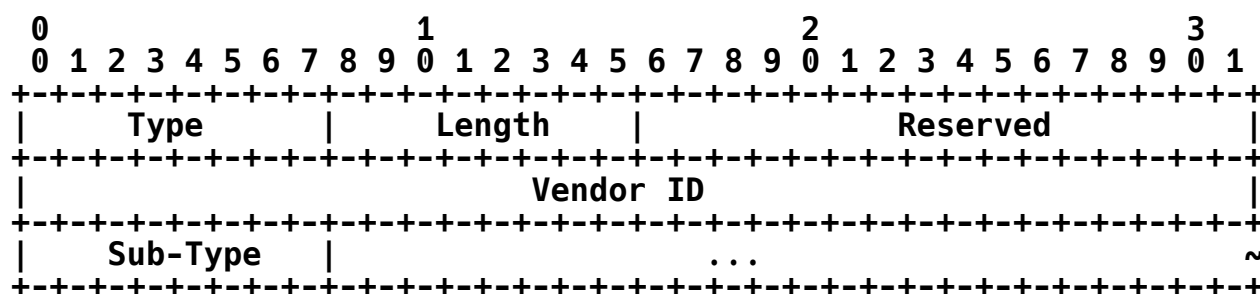 0                   1                   2                   3
 0 1 2 3 4 5 6 7 8 9 0 1 2 3 4 5 6 7 8 9 0 1 2 3 4 5 6 7 8 9 0 1
+-+-+-+-+-+-+-+-+-+-+-+-+-+-+-+-+-+-+-+-+-+-+-+-+-+-+-+-+-+-+-+-+
|     Type      |     Length    |             Reserved          |
+-+-+-+-+-+-+-+-+-+-+-+-+-+-+-+-+-+-+-+-+-+-+-+-+-+-+-+-+-+-+-+-+
|                          Vendor ID                            |
+-+-+-+-+-+-+-+-+-+-+-+-+-+-+-+-+-+-+-+-+-+-+-+-+-+-+-+-+-+-+-+-+
|    Sub-Type   |                   ...                         ~
+-+-+-+-+-+-+-+-+-+-+-+-+-+-+-+-+-+-+-+-+-+-+-+-+-+-+-+-+-+-+-+-+